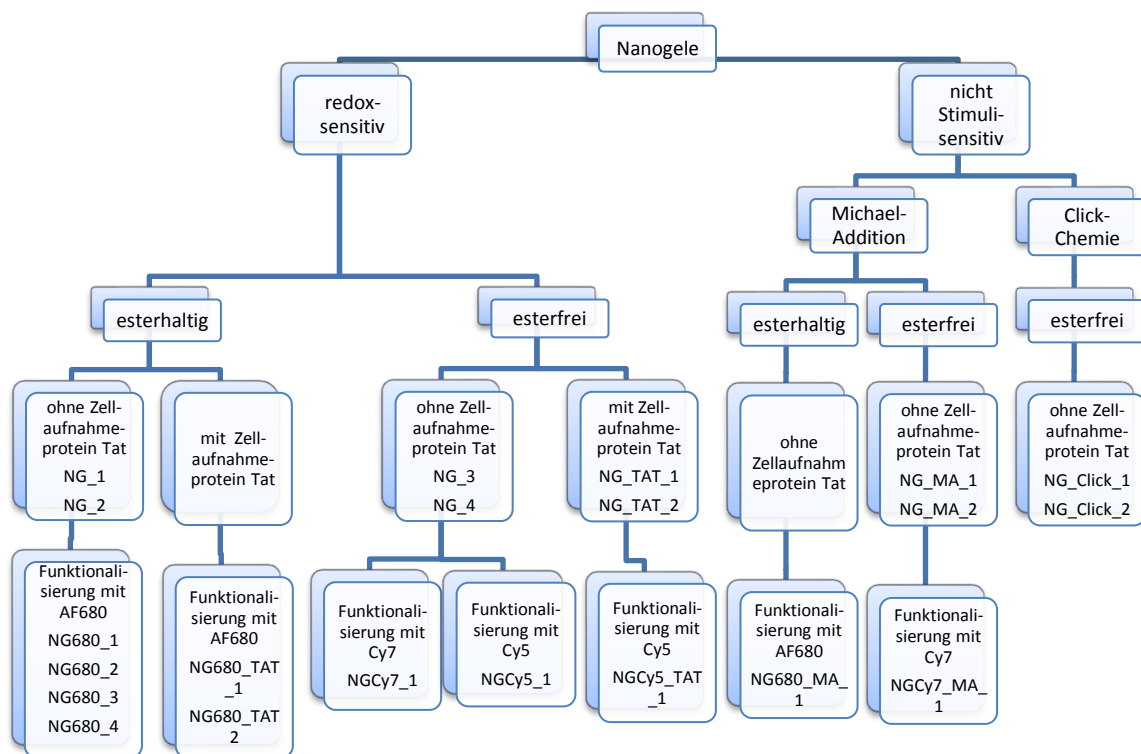 Nanogele
redox-
sensitiv
nicht
Stimuli-
sensitiv
Michael-
Addition
Click-
Chemie
esterhaltig
esterfrei
esterhaltig
esterfrei
esterfrei
ohne Zell-
aufnahme-
protein Tat
NG_1
NG_2
mit Zell-
aufnahme-
protein Tat
ohne Zell-
aufnahme-
protein Tat
NG_3
NG_4
mit Zell-
aufnahme-
protein Tat
NG_TAT_1
NG_TAT_2
ohne
Zellaufnahm
eprotein Tat
ohne Zell-
aufnahme-
protein Tat
NG_MA_1
NG_MA_2
ohne Zell-
aufnahme-
protein Tat
NG_Click_1
NG_Click_2
Funktionali-
sierung mit
AF680
NG680_1
NG680_2
NG680_3
NG680_4
Funktionali-
sierung mit
AF680
NG680_TAT
_1
NG680_TAT
2
Funktionali-
sierung mit
Cy7
NGCy7_1
Funktionali-
sierung mit
Cy5
NGCy5_1
Funktionali-
sierung mit
Cy5
NGCy5_TAT
_1
Funktionali-
sierung mit
AF680
NG680_MA_
1
Funktionali-
sierung mit
Cy7
NGCy7_MA_
1